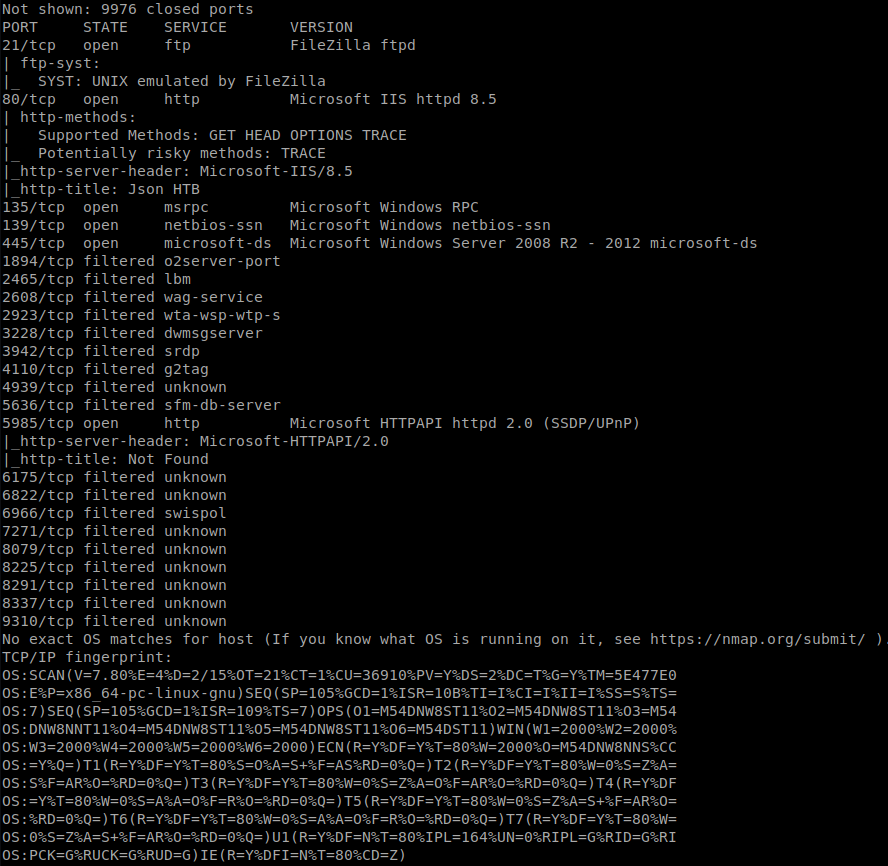 Not shown: 9976 closed ports
PORT     STATE    SERVICE       VERSION
21/tcp   open     ftp           FileZilla ftpd
| ftp-syst:
|_  SYST: UNIX emulated by FileZilla
80/tcp   open     http          Microsoft IIS httpd 8.5
| http-methods:
|   Supported Methods: GET HEAD OPTIONS TRACE
|_  Potentially risky methods: TRACE
|_http-server-header: Microsoft-IIS/8.5
|_http-title: Json HTB
135/tcp  open     msrpc         Microsoft Windows RPC
139/tcp  open     netbios-ssn   Microsoft Windows netbios-ssn
445/tcp  open     microsoft-ds  Microsoft Windows Server 2008 R2 - 2012 microsoft-ds
1894/tcp filtered o2server-port
2465/tcp filtered lbm
2608/tcp filtered wag-service
2923/tcp filtered wta-wsp-wtp-s
3228/tcp filtered dwmsgserver
3942/tcp filtered srdp
4110/tcp filtered g2tag
4939/tcp filtered unknown
5636/tcp filtered sfm-db-server
5985/tcp open     http          Microsoft HTTPAPI httpd 2.0 (SSDP/UPnP)
|_http-server-header: Microsoft-HTTPAPI/2.0
|_http-title: Not Found
6175/tcp filtered unknown
6822/tcp filtered unknown
6966/tcp filtered swispol
7271/tcp filtered unknown
8079/tcp filtered unknown
8225/tcp filtered unknown
8291/tcp filtered unknown
8337/tcp filtered unknown
9310/tcp filtered unknown
No exact OS matches for host (If you know what OS is running on it, see https://nmap.org/submit/ ).
TCP/IP fingerprint:
OS:SCAN(V=7.80%E=4%D=2/15%OT=21%CT=1%CU=36910%PV=Y%DS=2%DC=T%G=Y%TM=5E477E0
OS:E%P=x86_64-pc-linux-gnu)SEQ(SP=105%GCD=1%ISR=10B%TI=I%CI=I%II=I%SS=S%TS=
OS:7)SEQ(SP=105%GCD=1%ISR=109%TS=7)OPS(O1=M54DNW8ST11%O2=M54DNW8ST11%O3=M54
OS:DNW8NNT11%O4=M54DNW8ST11%O5=M54DNW8ST11%O6=M54DST11)WIN(W1=2000%W2=2000%
OS:W3=2000%W4=2000%W5=2000%W6=2000)ECN(R=Y%DF=Y%T=80%W=2000%O=M54DNW8NNS%CC
OS:=Y%Q=)T1(R=Y%DF=Y%T=80%S=O%A=S+%F=AS%RD=0%Q=)T2(R=Y%DF=Y%T=80%W=0%S=Z%A=
OS:S%F=AR%O=%RD=0%Q=)T3(R=Y%DF=Y%T=80%W=0%S=Z%A=O%F=AR%O=%RD=0%Q=)T4(R=Y%DF
OS:=Y%T=80%W=0%S=A%A=O%F=R%O=%RD=0%Q=)T5(R=Y%DF=Y%T=80%W=0%S=Z%A=S+%F=AR%O=
OS:%RD=0%Q=)T6(R=Y%DF=Y%T=80%W=0%S=A%A=O%F=R%O=%RD=0%Q=)T7(R=Y%DF=Y%T=80%W=
OS:0%S=Z%A=S+%F=AR%O=%RD=0%Q=)U1(R=Y%DF=N%T=80%IPL=164%UN=0%RIPL=G%RID=G%RI
OS:PCK=G%RUCK=G%RUD=G)IE(R=Y%DFI=N%T=80%CD=Z)